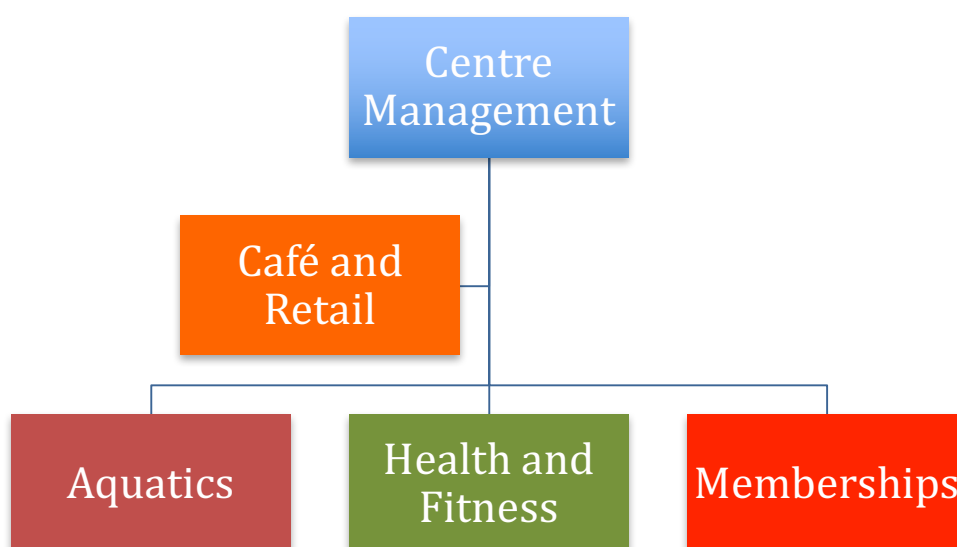 Centre
Management
Café and
Retail
Aquatics
Health and
Fitness
Memberships